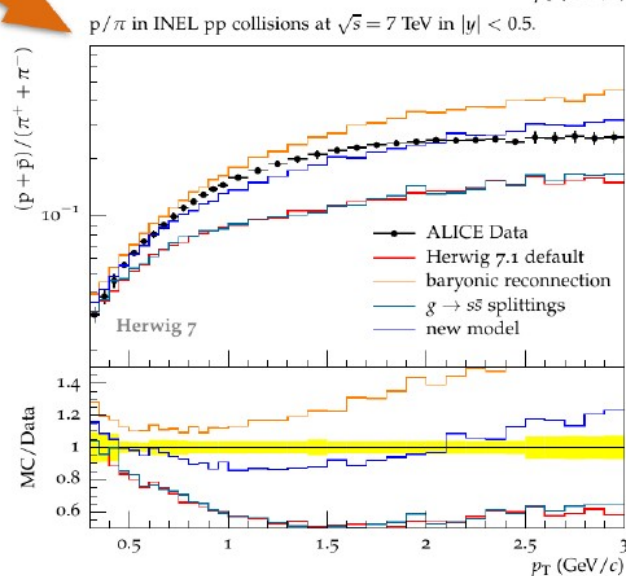 p/π in INEL pp collisions at √s = 7 TeV in |y| < 0.5.
(p + p̄)/(π⁺ + π⁻)
10⁻¹
ALICE Data
Herwig 7.1 default
baryonic reconnection
g → ss̄ splittings
new model
Herwig 7
MC/Data
1.4
1.2
1
0.8
0.6
0.5 1 1.5 2 2.5 3
p_T (GeV/c)